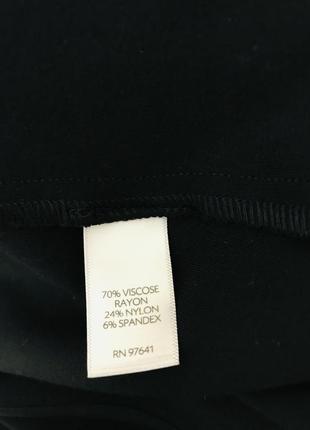 70% VISCOSE
RAYON
24% NYLON
6% SPANDEX
RN 97641